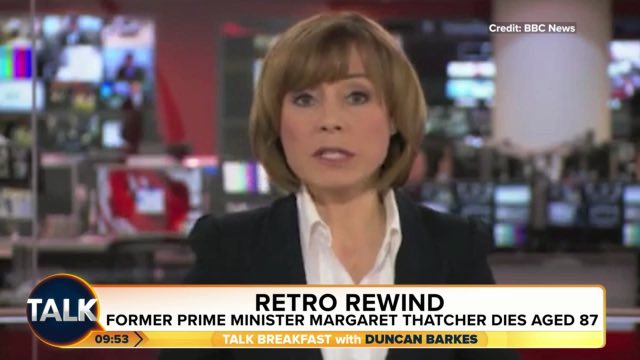 Credit: BBC News
RETRO REWIND
FORMER PRIME MINISTER MARGARET THATCHER DIES AGED 87
TALK
09:53
TALK BREAKFAST with DUNCAN BARKES